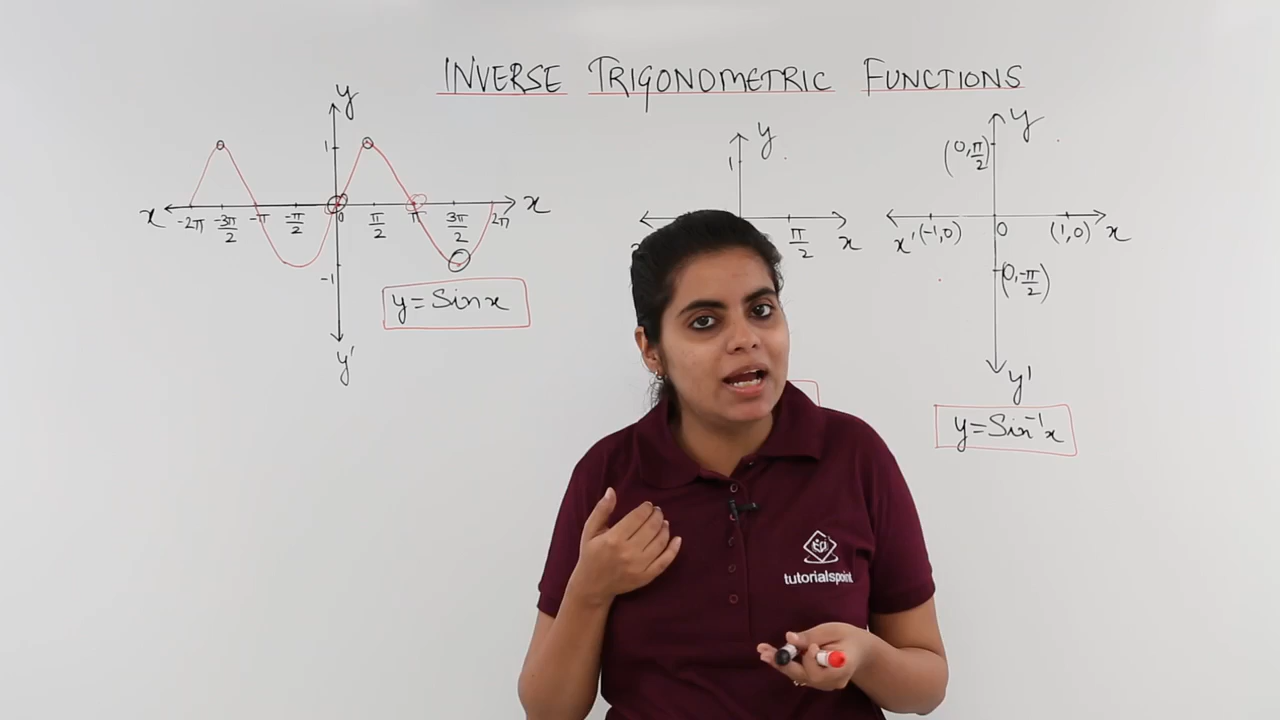 INVERSE TRIGONOMETRIC FUNCTIONS
y
1
x -2π -3π/2 -π -π/2 0 π/2 π 3π/2 2π x
-1
y = Sin x
y'
y
1
π/2 x
y
(0, π/2)
x' (-1,0) 0 (1,0) x
(0, -π/2)
y'
y = Sin⁻¹x
tutorialspoint